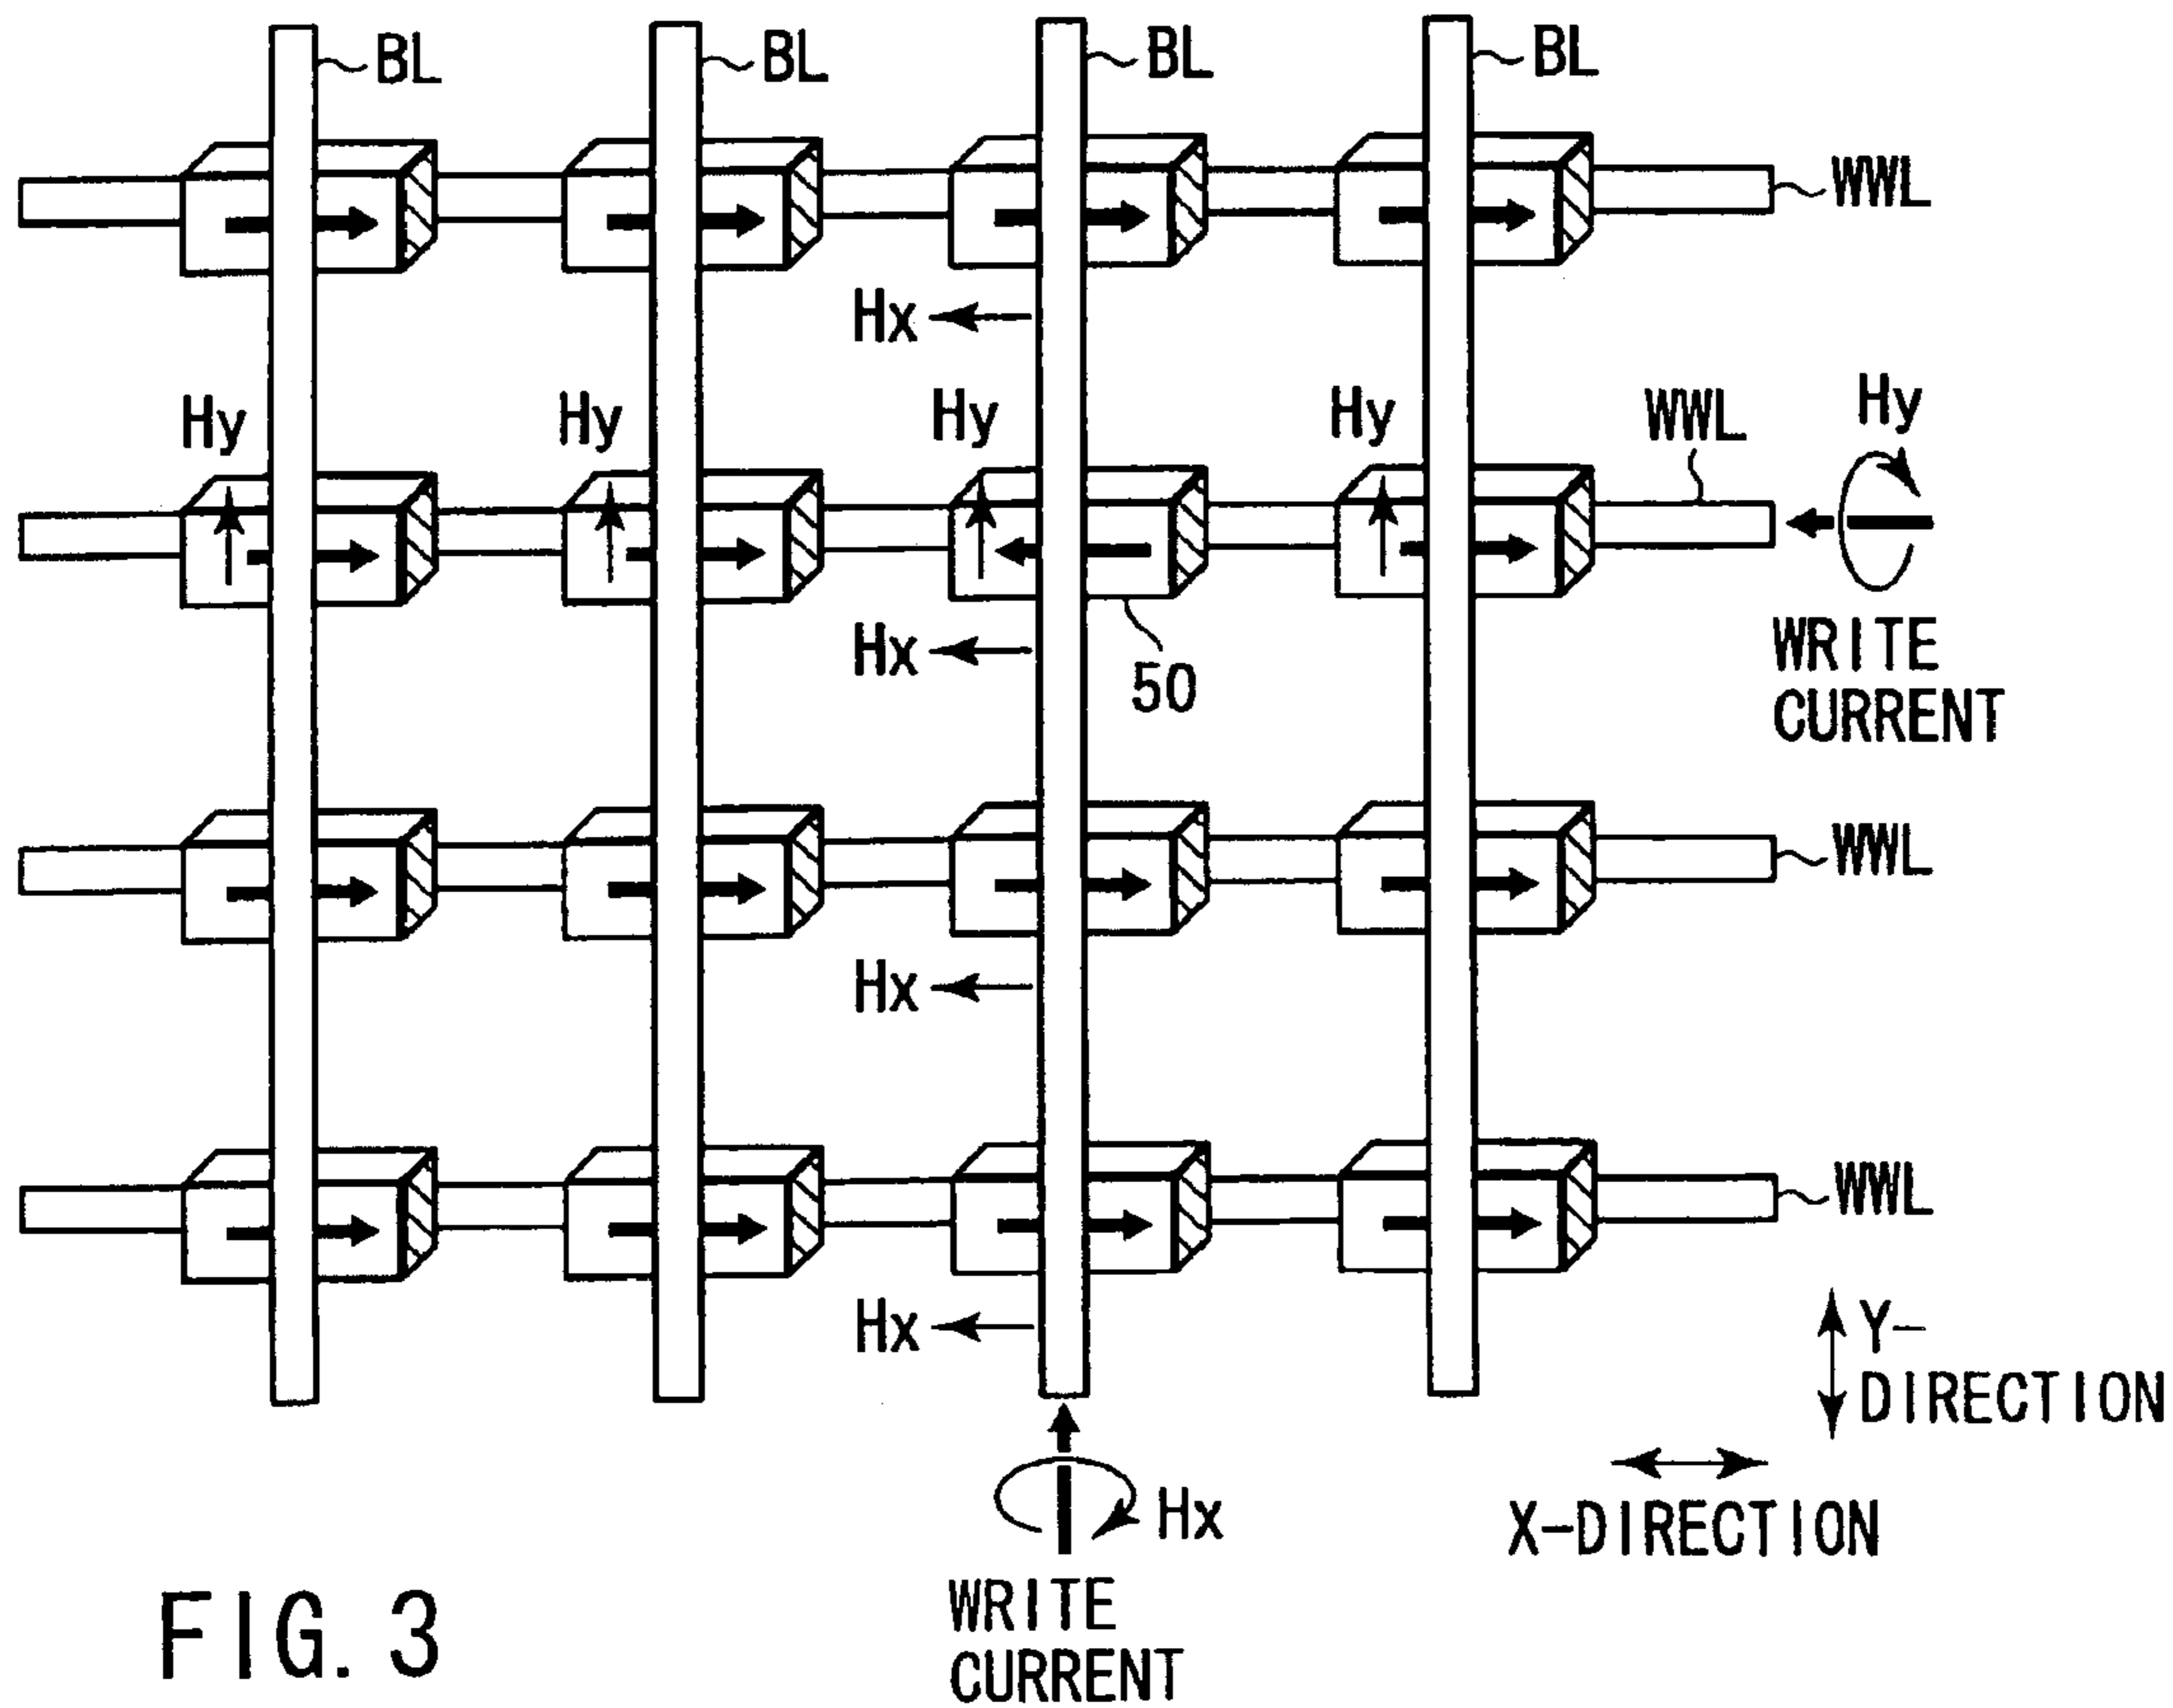 BL BL BL BL
WWL
Hx
Hy Hy Hy Hy WWL Hy
Hx
50
WRITE
CURRENT
WWL
Hx
WWL
Hx
Y-
DIRECTION
Hx
X-DIRECTION
WRITE
CURRENT
FIG. 3